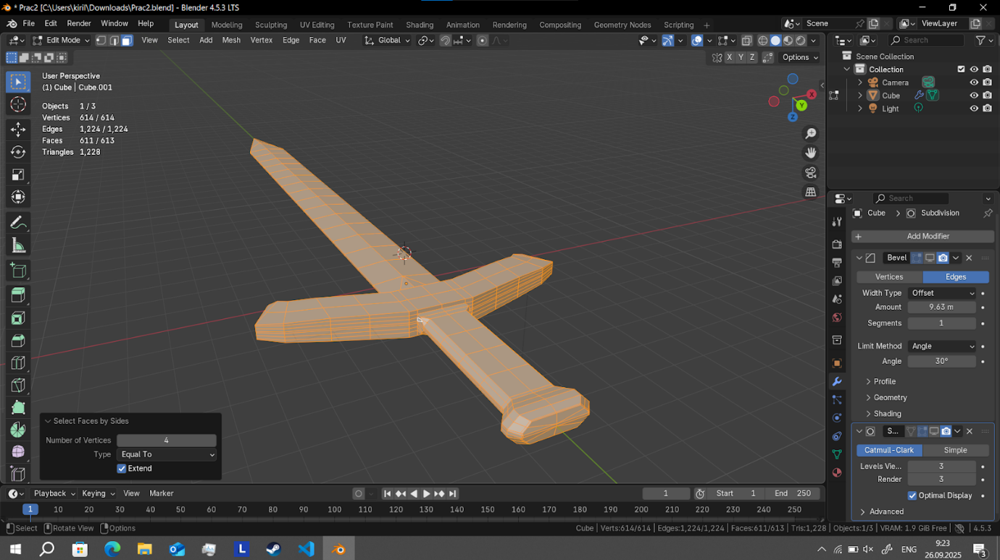 * Prac2 [C:\Users\kiril\Downloads\Prac2.blend] - Blender 4.5.3 LTS
File Edit Render Window Help Layout Modeling Sculpting UV Editing Texture Paint Shading Animation Rendering Compositing Geometry Nodes Scripting + Scene ViewLayer
Edit Mode View Select Add Mesh Vertex Edge Face UV Global Search
X Y Z Options
User Perspective
(1) Cube | Cube.001
Objects 1 / 3
Vertices 614 / 614
Edges 1,224 / 1,224
Faces 611 / 613
Triangles 1,228
X
Y
Z
Select Faces by Sides
Number of Vertices 4
Type Equal To
Extend
Scene Collection
Collection
Camera
Cube
Light
Search
Cube > Subdivision
+ Add Modifier
Bevel
Vertices Edges
Width Type Offset
Amount 9.63 m
Segments 1
Limit Method Angle
Angle 30°
Profile
Geometry
Shading
S...
Catmull-Clark Simple
Levels Vie... 3
Render 3
Optimal Display
Advanced
Playback Keying View Marker 1 Start 1 End 250
1 10 20 30 40 50 60 70 80 90 100 110 120 130 140 150 160 170 180 190 200 210 220 230 240 250
Select Rotate View Options Cube | Verts:614/614 | Edges:1,224/1,224 | Faces:611/613 | Tris:1,228 | Objects:1/3 | VRAM: 1.9 GiB Free | 4.5.3
L ENG 9:23
26.09.2025 3